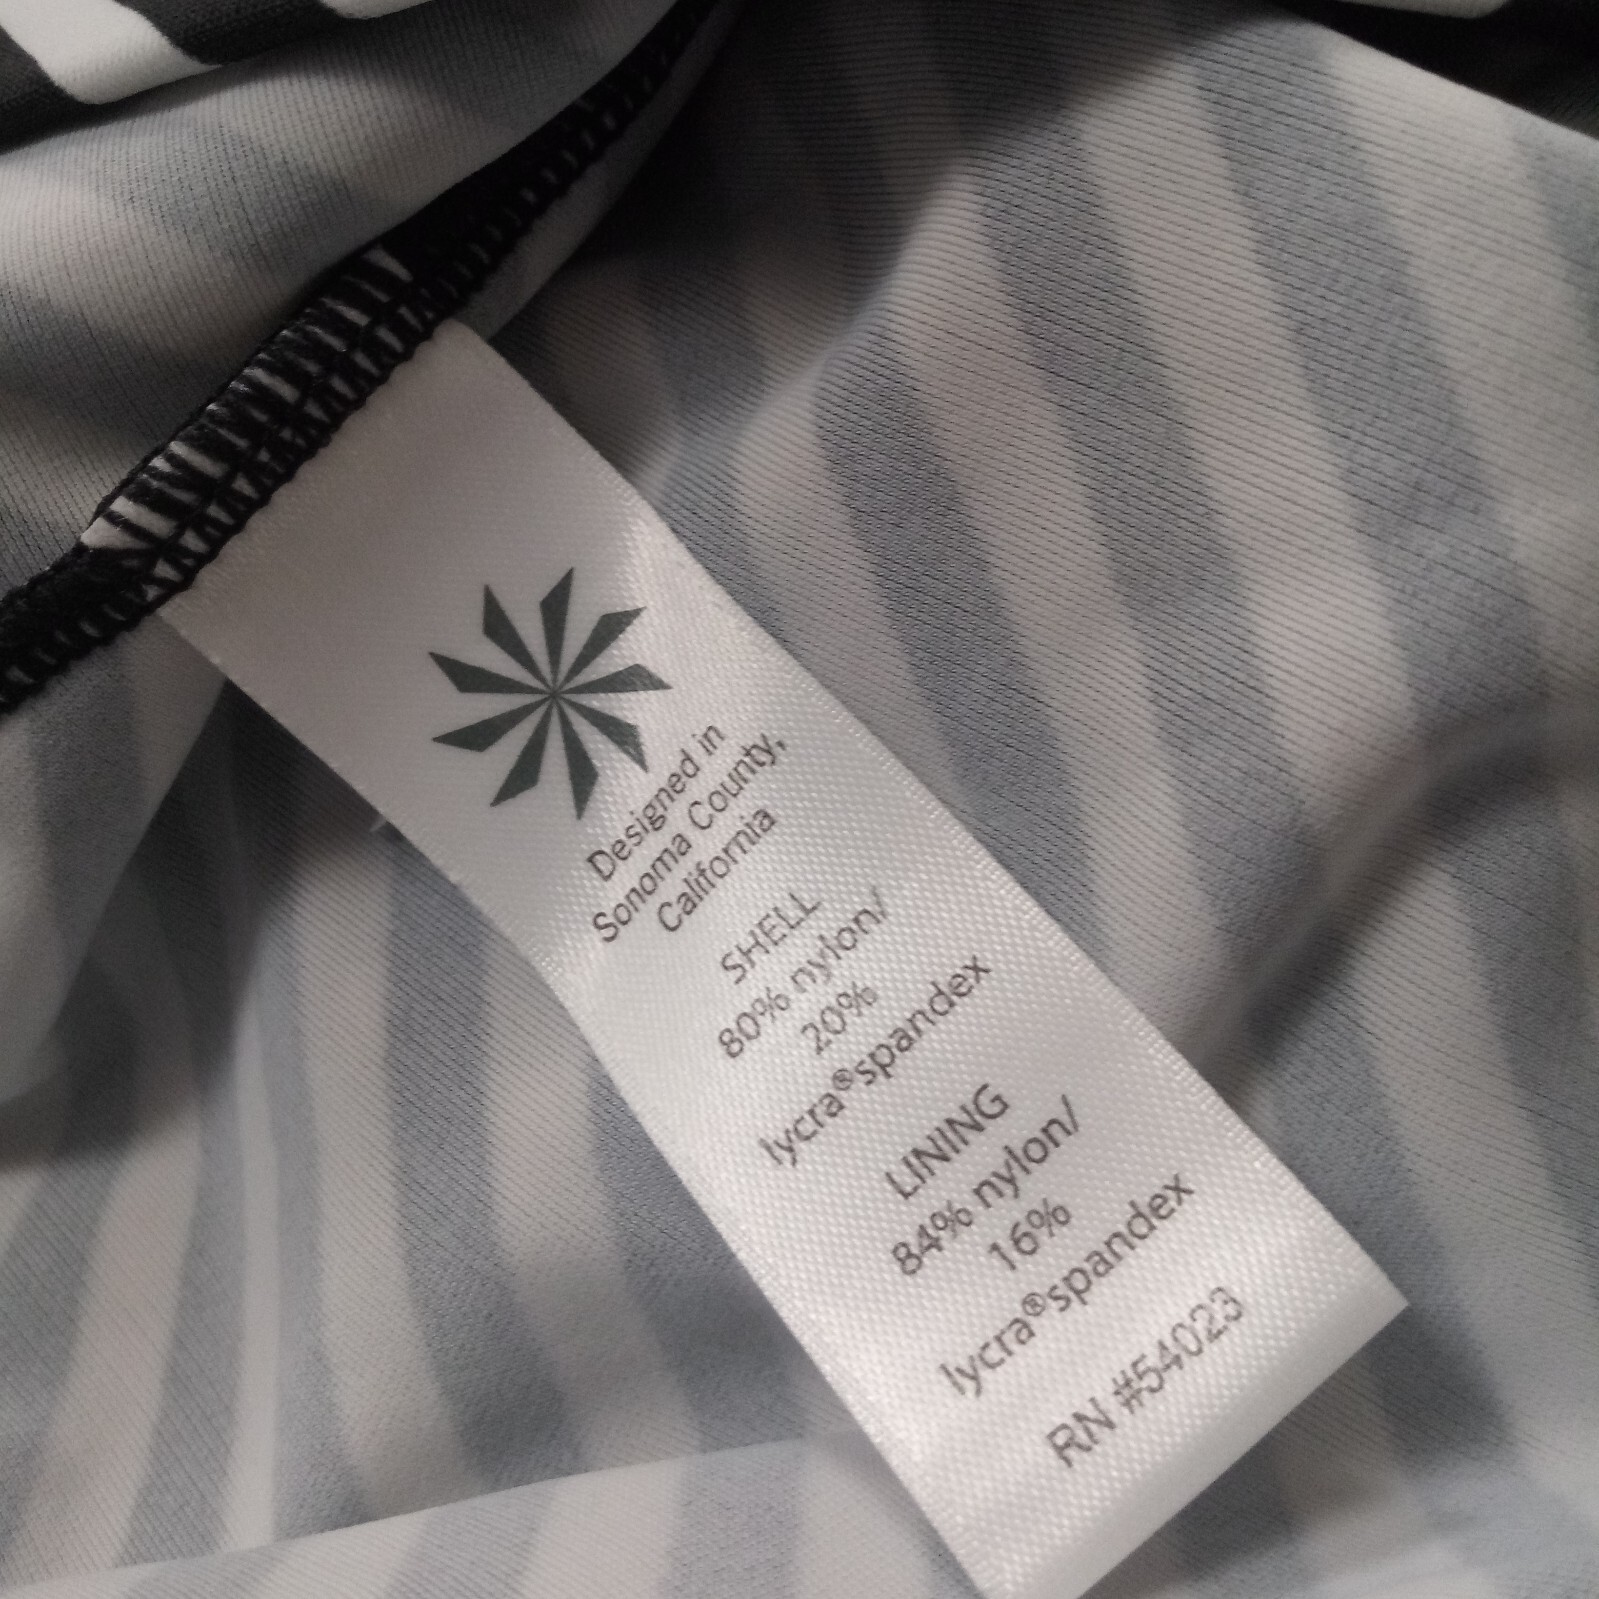 Designed in
Sonoma County,
California
SHELL
80% nylon/
20%
lycra®spandex
LINING
84% nylon/
16%
lycra®spandex
RN #54023